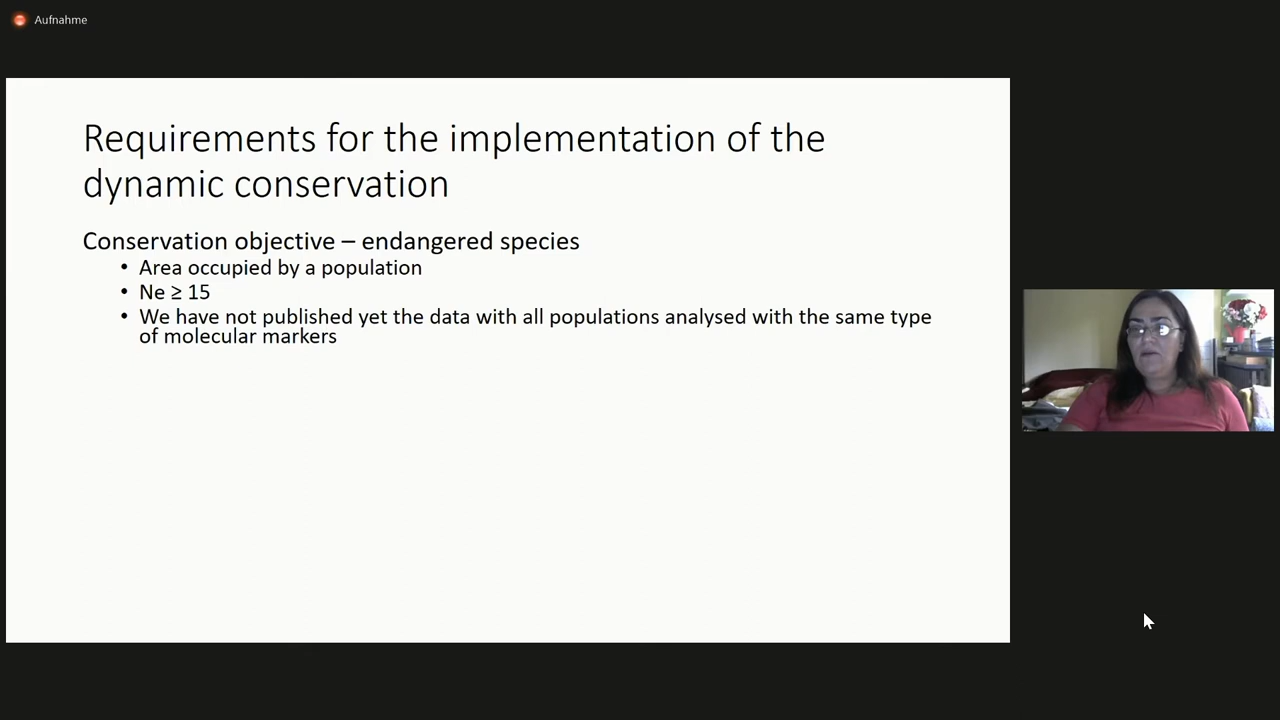 Aufnahme
Requirements for the implementation of the
dynamic conservation
Conservation objective – endangered species
• Area occupied by a population
• Ne ≥ 15
• We have not published yet the data with all populations analysed with the same type
of molecular markers